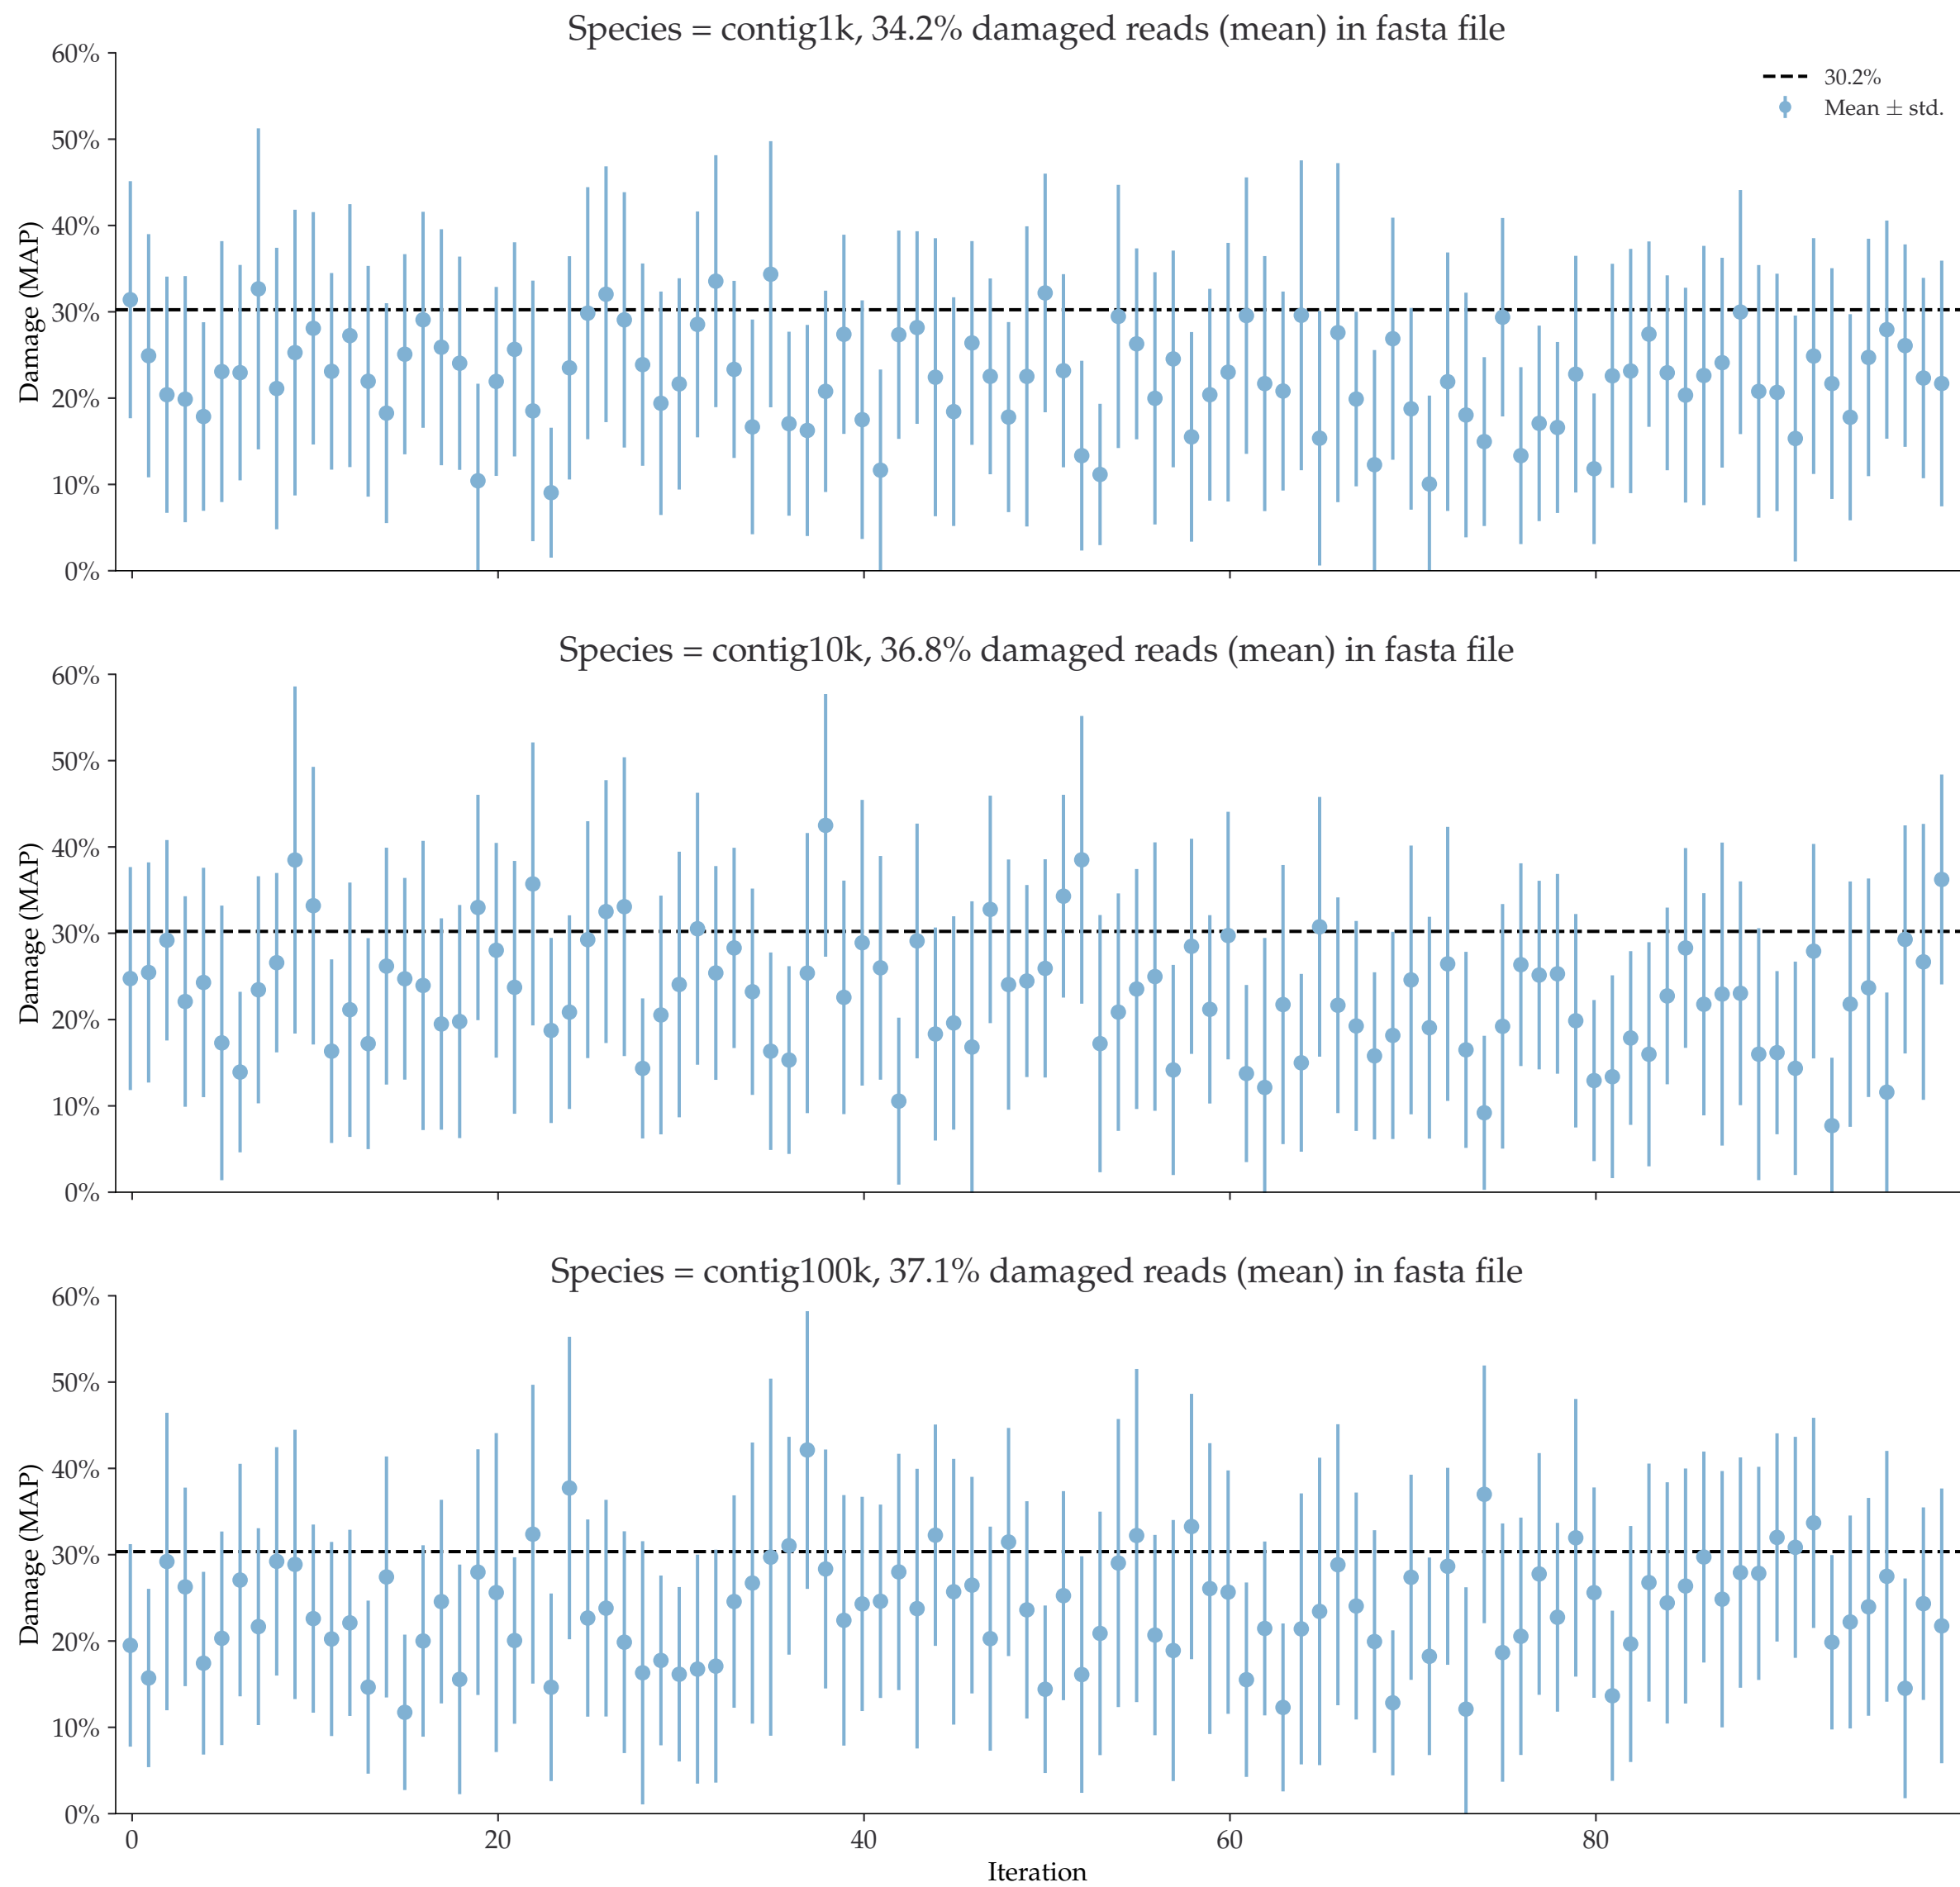 Species = contig1k, 34.2% damaged reads (mean) in fasta file
60%
50%
40%
30%
20%
10%
0%
Damage (MAP)
30.2%
Mean ± std.
Species = contig10k, 36.8% damaged reads (mean) in fasta file
60%
50%
40%
30%
20%
10%
0%
Damage (MAP)
Species = contig100k, 37.1% damaged reads (mean) in fasta file
60%
50%
40%
30%
20%
10%
0%
Damage (MAP)
0 20 40 60 80
Iteration